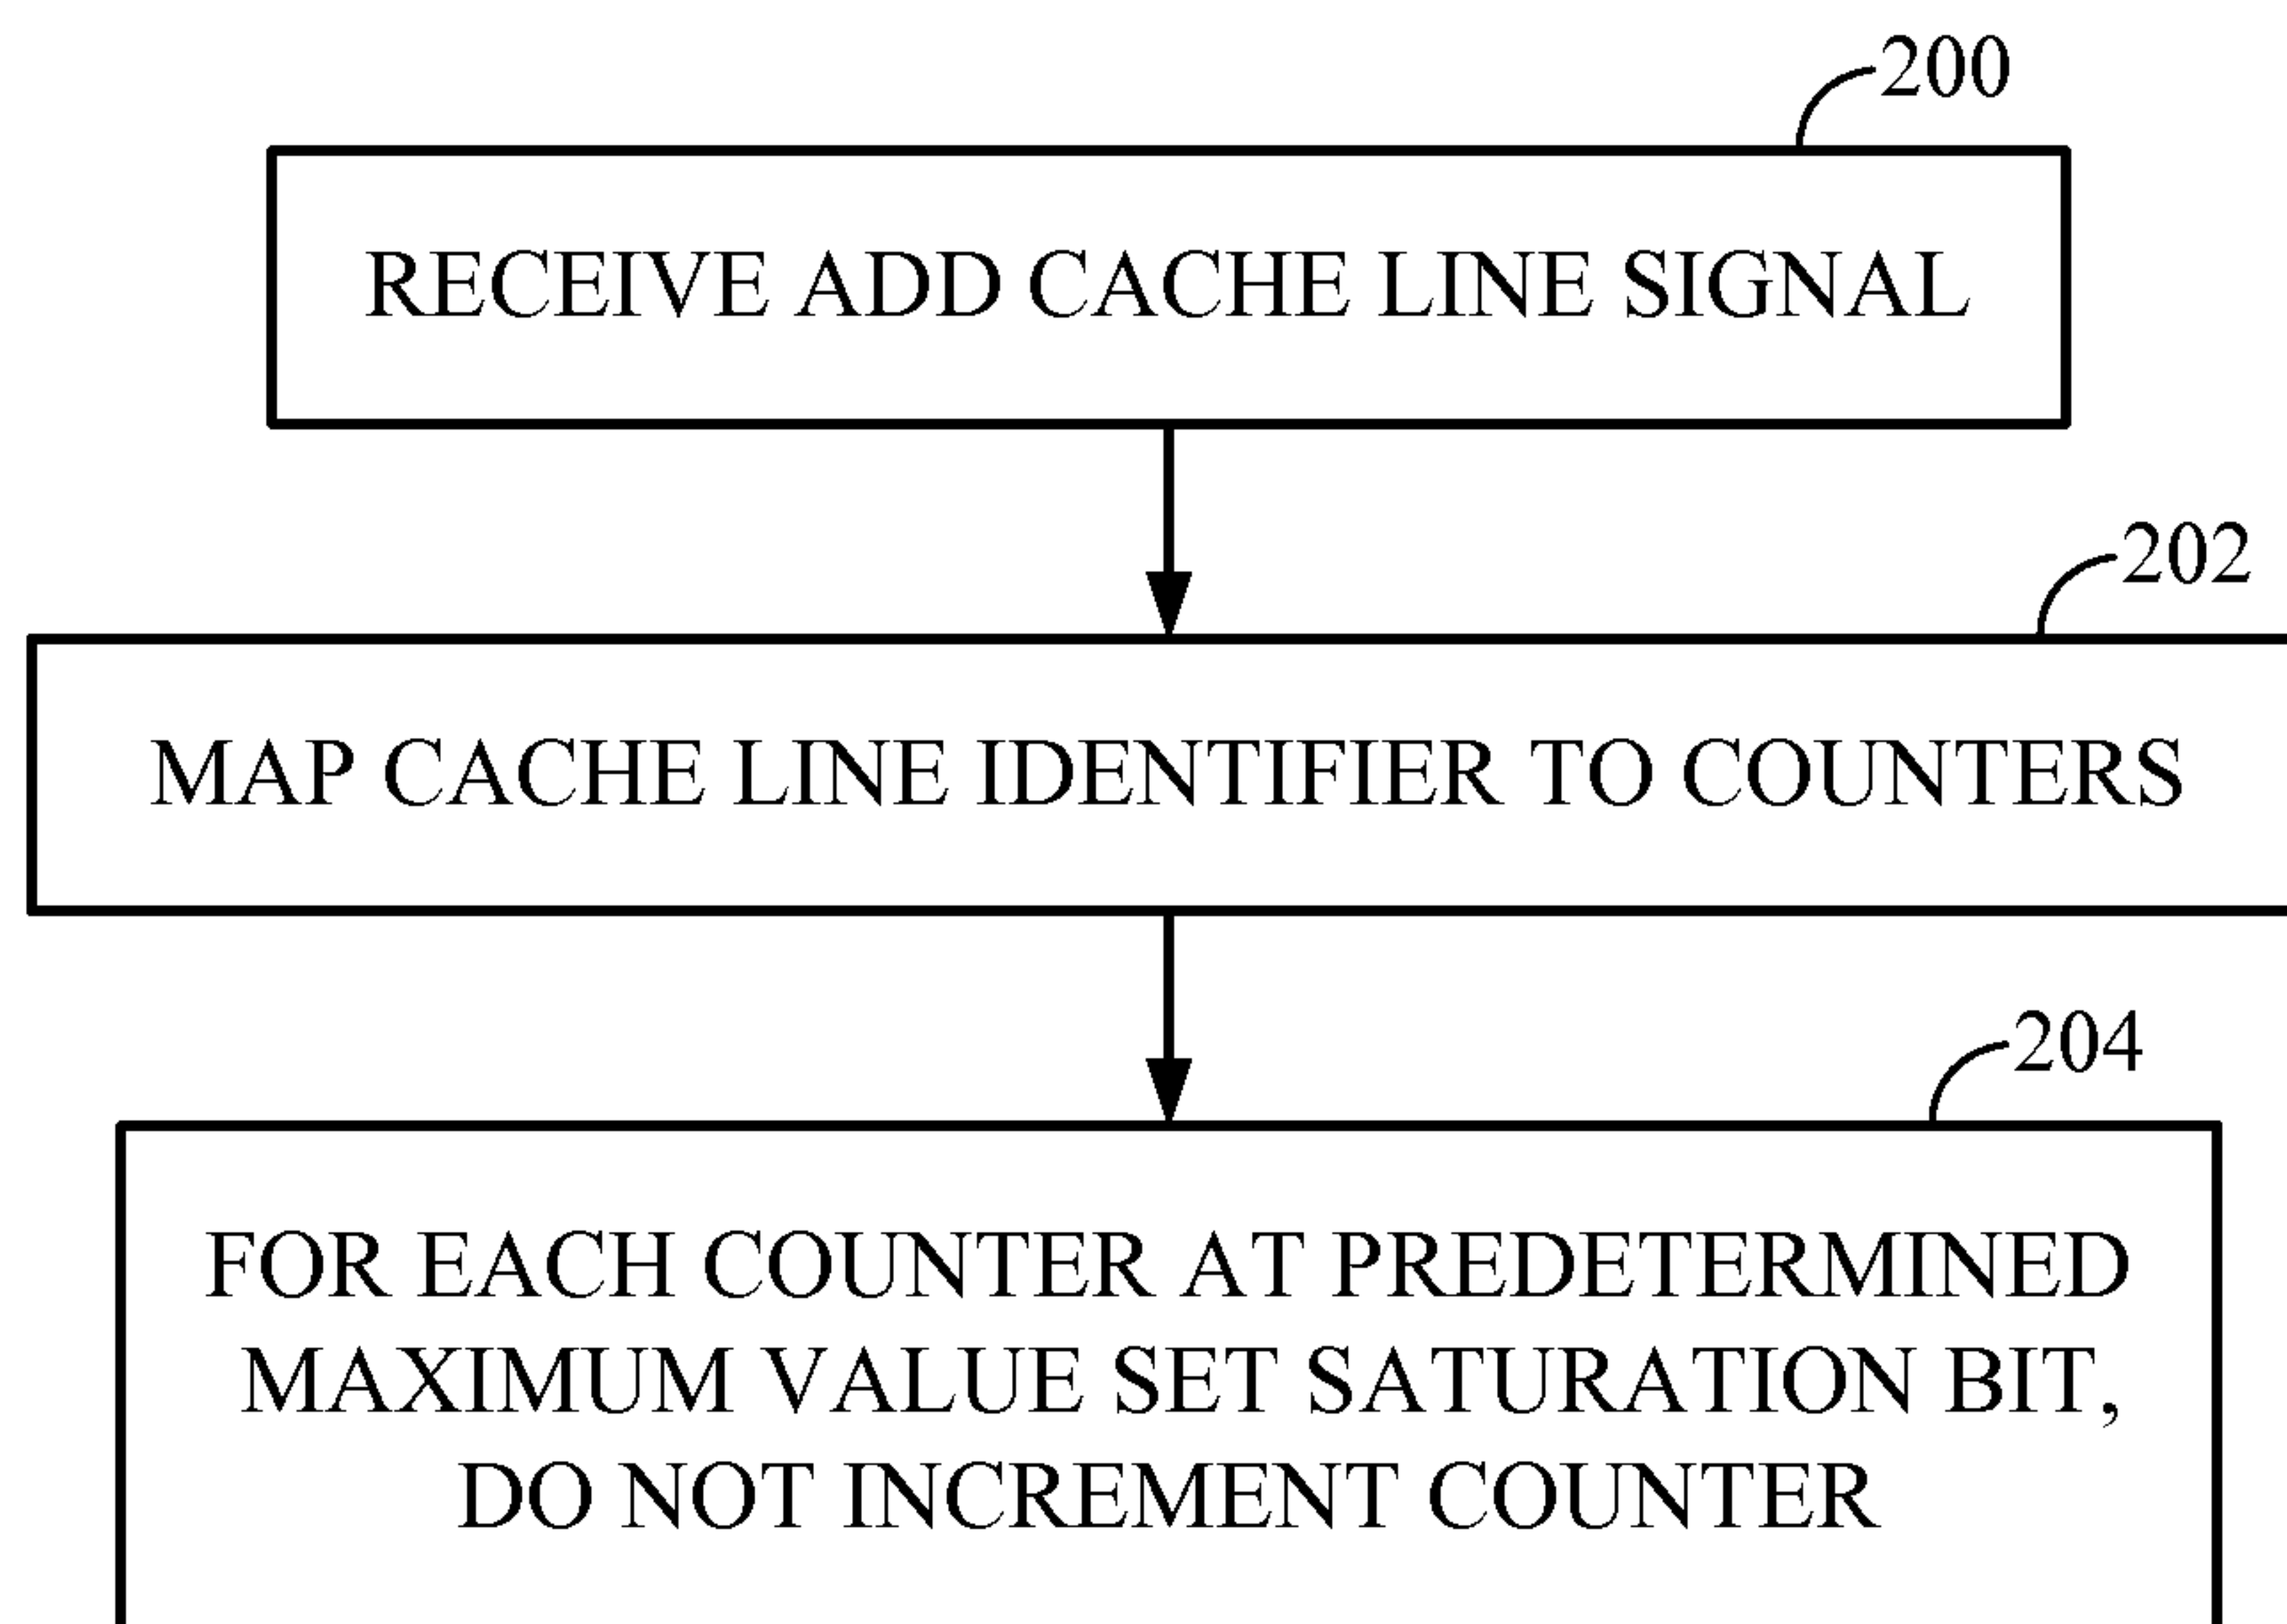 200
RECEIVE ADD CACHE LINE SIGNAL
202
MAP CACHE LINE IDENTIFIER TO COUNTERS
204
FOR EACH COUNTER AT PREDETERMINED
MAXIMUM VALUE SET SATURATION BIT,
DO NOT INCREMENT COUNTER